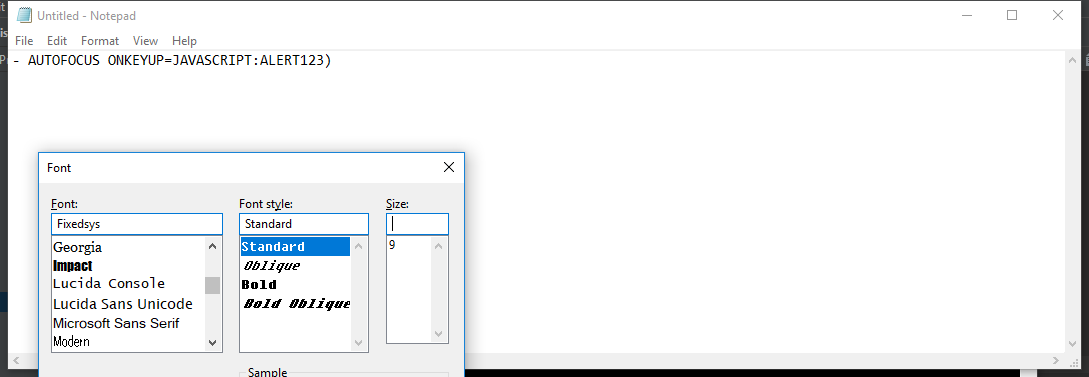 Untitled - Notepad
File Edit Format View Help
- AUTOFOCUS ONKEYUP=JAVASCRIPT:ALERT123)
Font
Font: Font style: Size:
Fixedsys Standard
Georgia Standard 9
Impact Oblique
Lucida Console Bold
Lucida Sans Unicode Bold Oblique
Microsoft Sans Serif
Modern
Sample